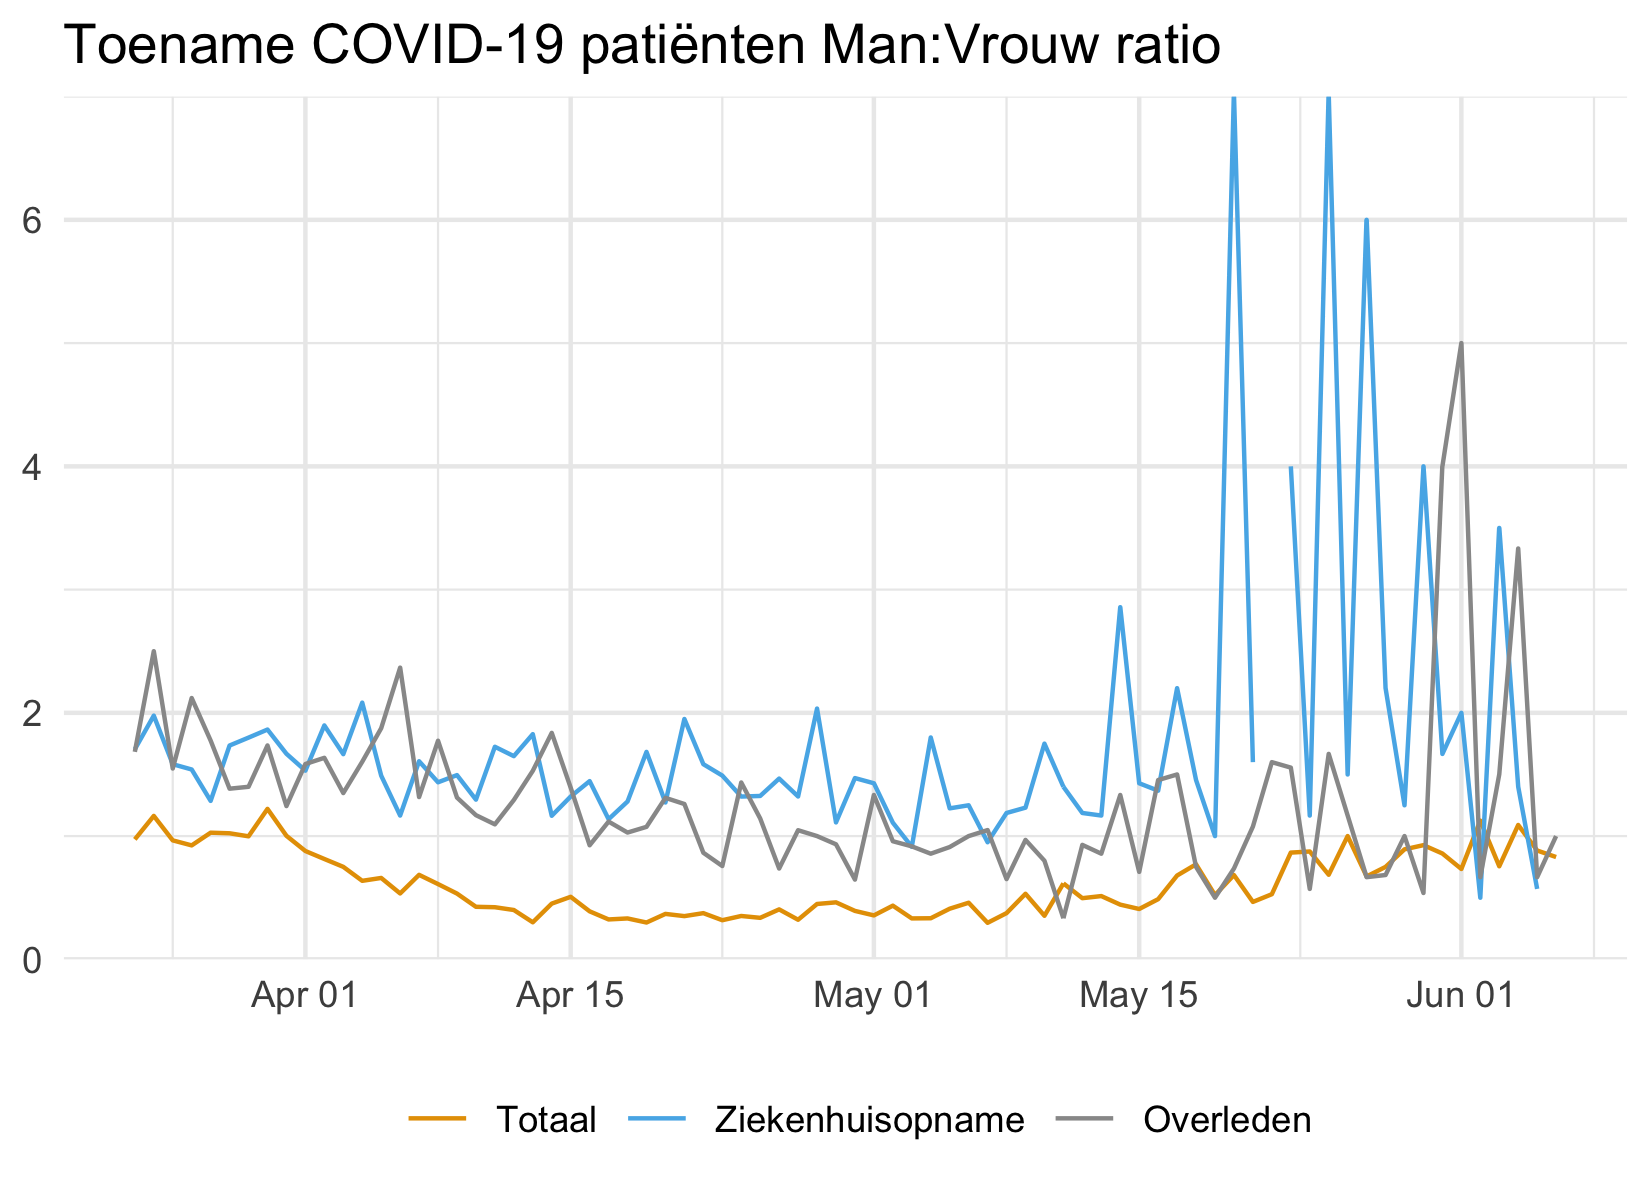 Toename COVID-19 patiënten Man:Vrouw ratio
6
4
2
0
Apr 01 Apr 15 May 01 May 15 Jun 01
Totaal Ziekenhuisopname Overleden